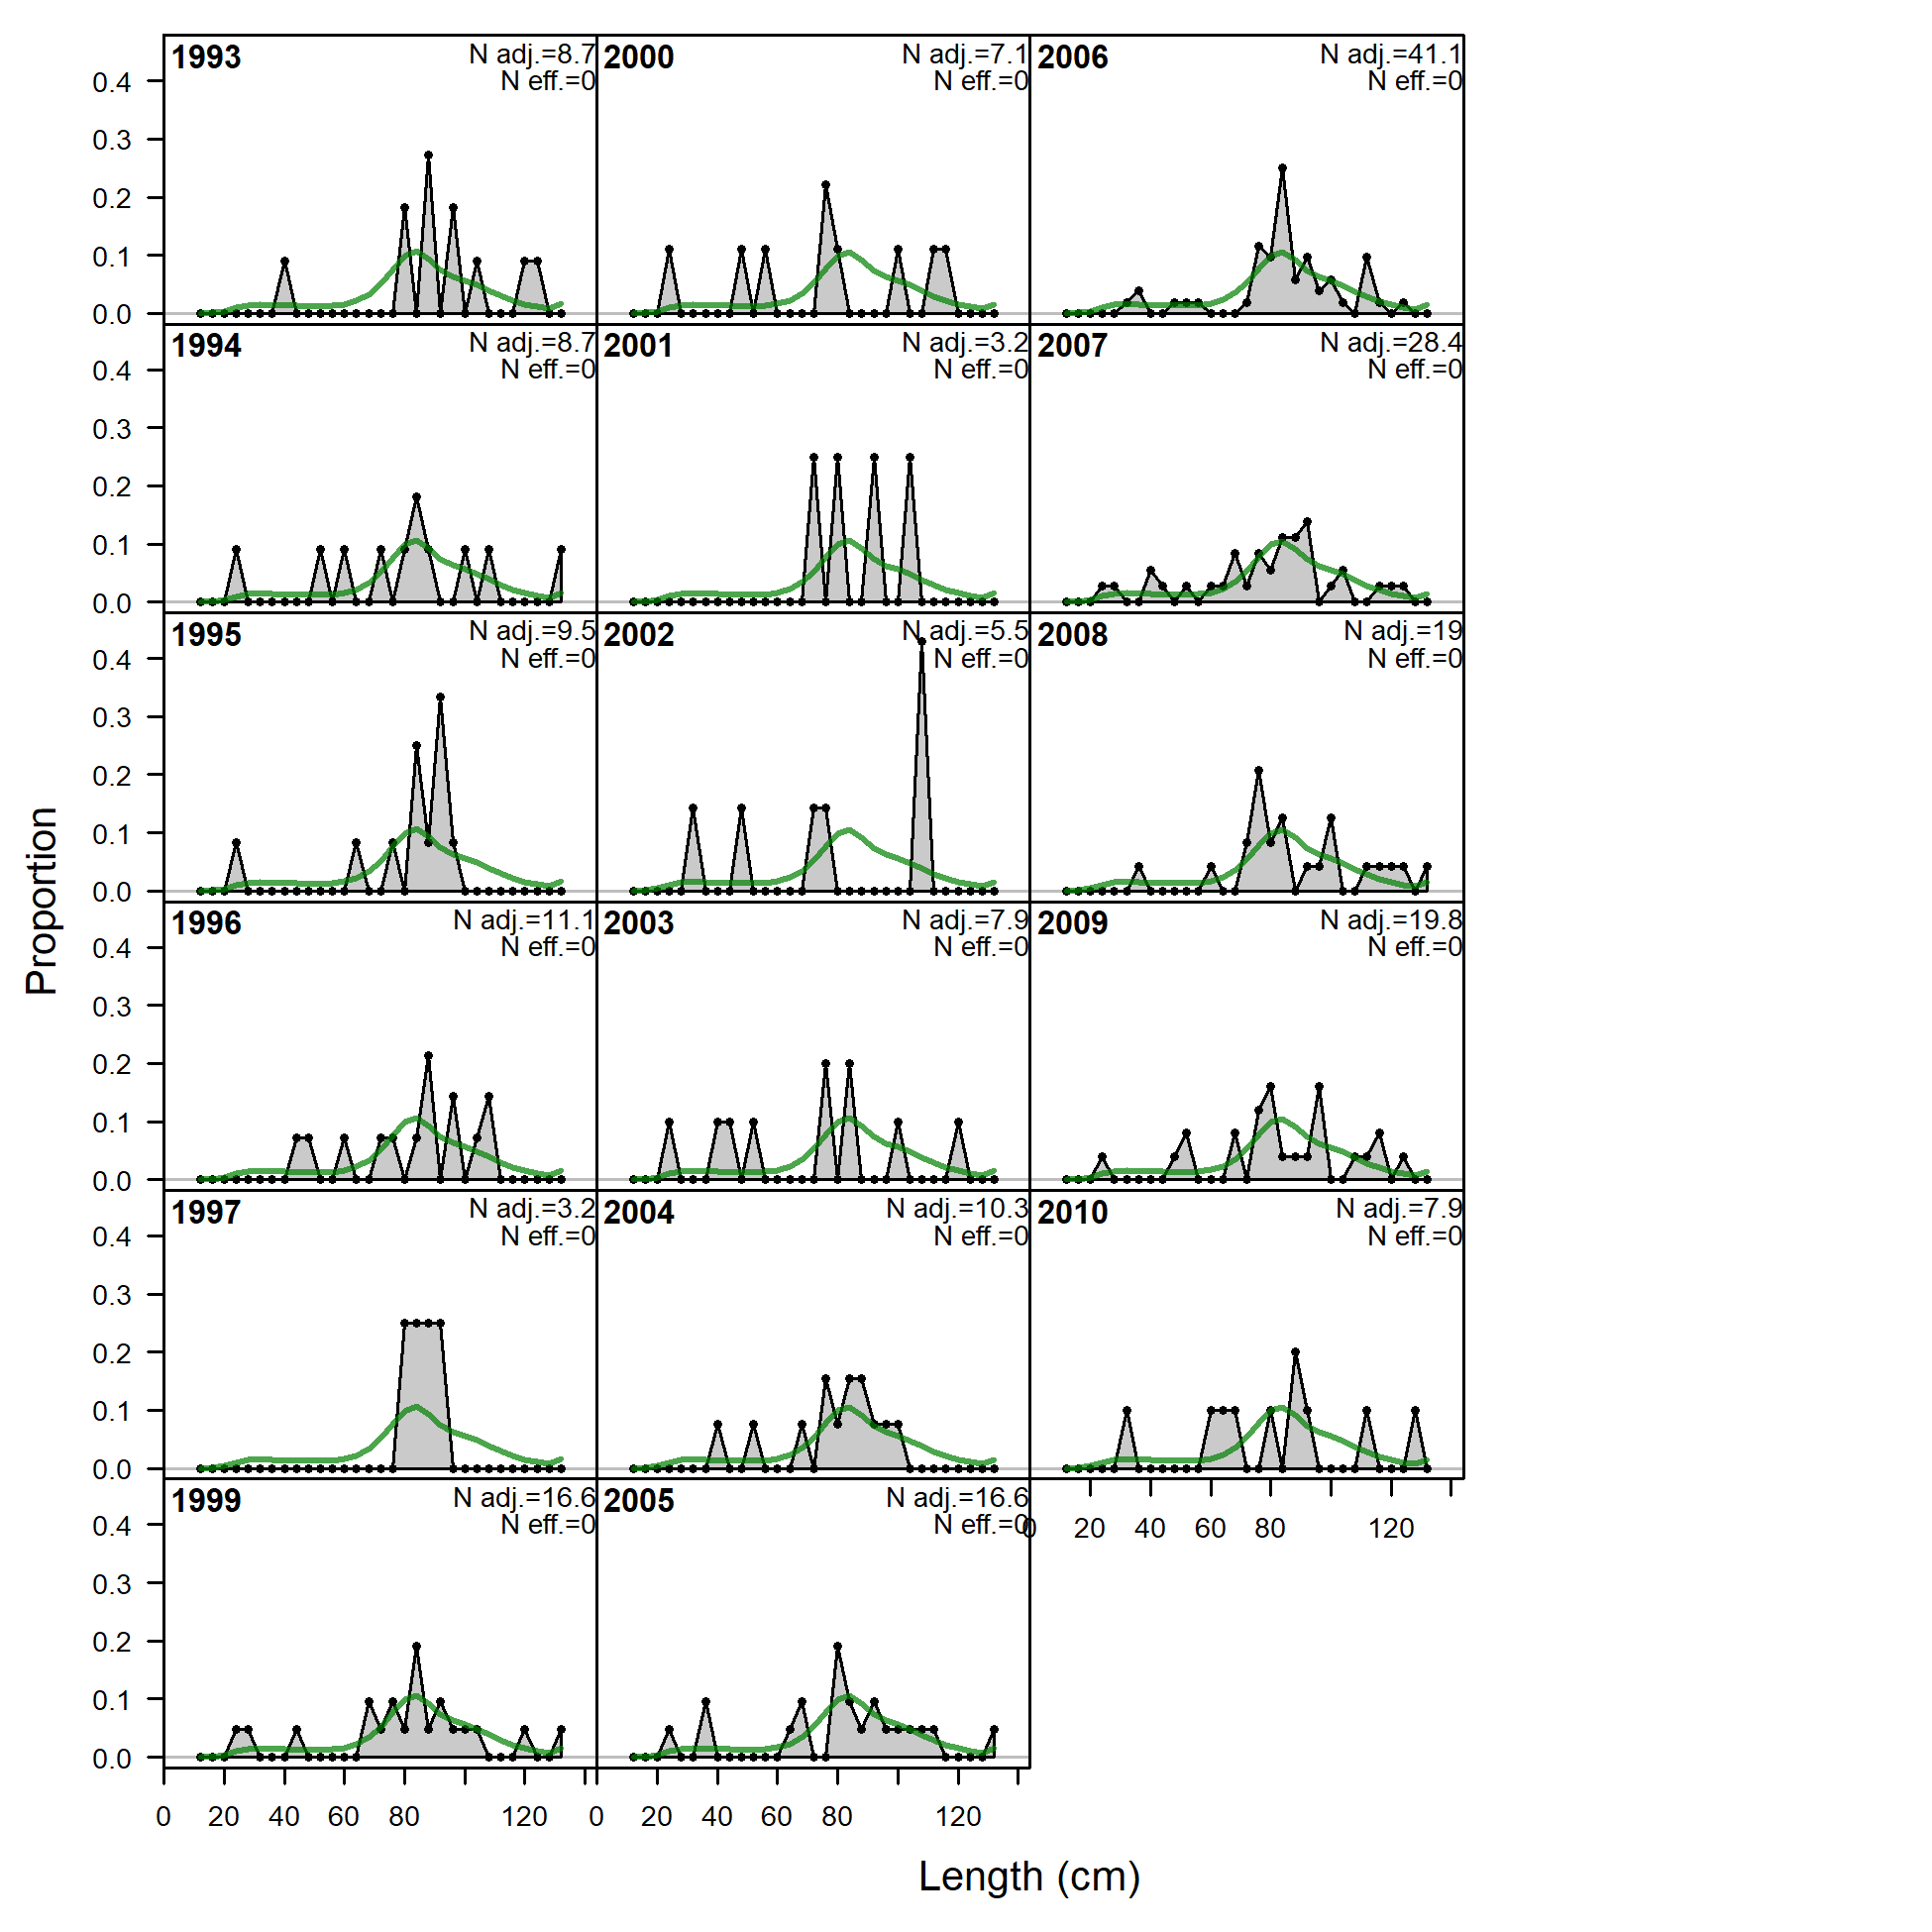 1993 N adj.=8.7 2000 N adj.=7.1 2006 N adj.=41.1
N eff.=0 N eff.=0 N eff.=0
0.4
0.3
0.2
0.1
0.0
1994 N adj.=8.7 2001 N adj.=3.2 2007 N adj.=28.4
N eff.=0 N eff.=0 N eff.=0
0.4
0.3
0.2
0.1
0.0
1995 N adj.=9.5 2002 N adj.=5.5 2008 N adj.=19
N eff.=0 N eff.=0 N eff.=0
0.4
0.3
0.2
0.1
0.0
Proportion
1996 N adj.=11.1 2003 N adj.=7.9 2009 N adj.=19.8
N eff.=0 N eff.=0 N eff.=0
0.4
0.3
0.2
0.1
0.0
1997 N adj.=3.2 2004 N adj.=10.3 2010 N adj.=7.9
N eff.=0 N eff.=0 N eff.=0
0.4
0.3
0.2
0.1
0.0
1999 N adj.=16.6 2005 N adj.=16.6
N eff.=0 N eff.=0
0 20 40 60 80 120
0.4
0.3
0.2
0.1
0.0
0 20 40 60 80 120 0 20 40 60 80 120
Length (cm)